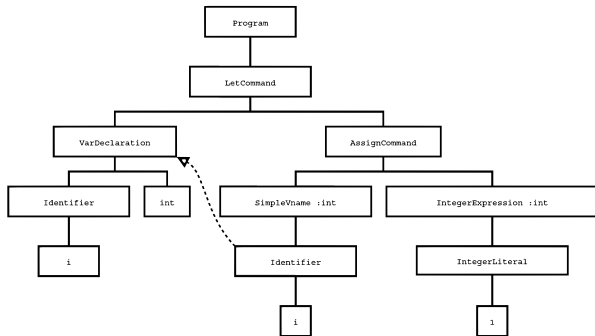 Program
LetCommand
VarDeclaration
AssignCommand
Identifier
int
SimpleVname :int
IntegerExpression :int
i
Identifier
IntegerLiteral
i
1